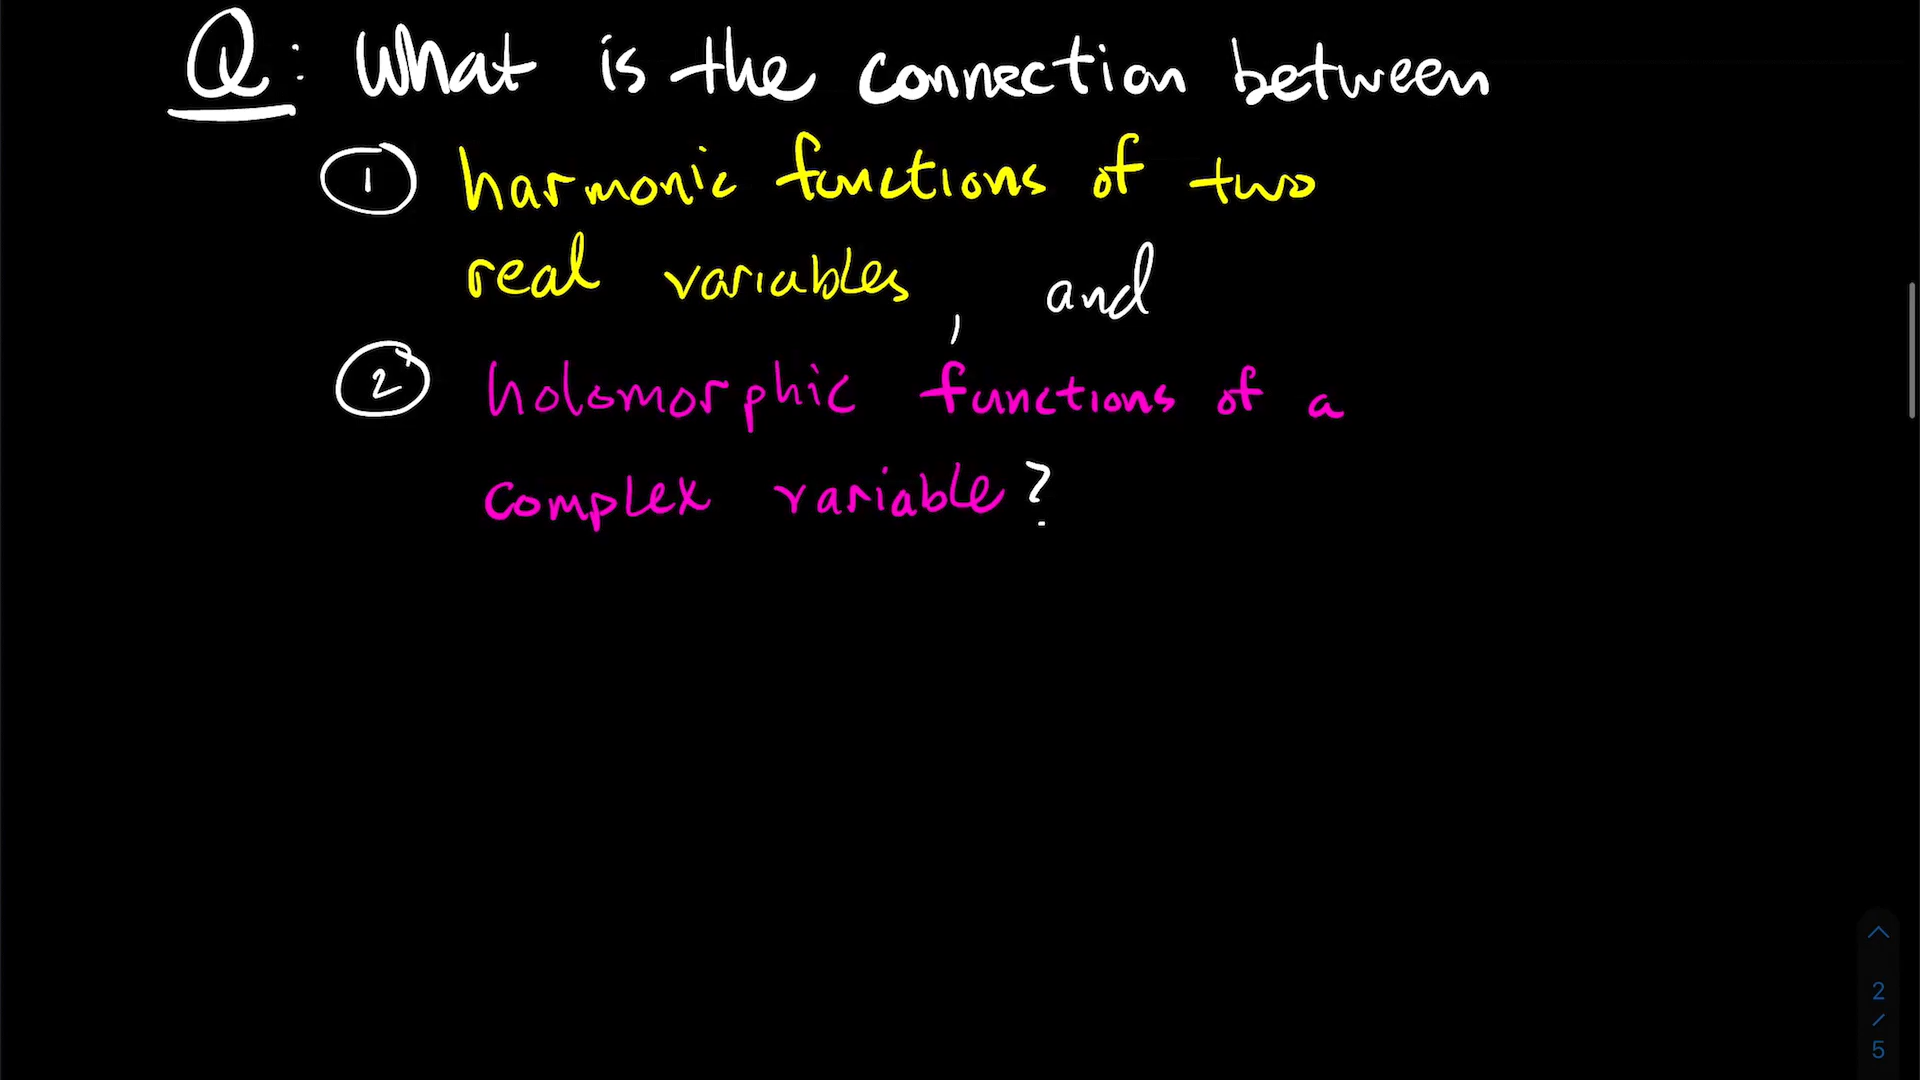 Q: What is the connection between
1 harmonic functions of two
real variables, and
2 holomorphic functions of a
complex variable?
2
/
5